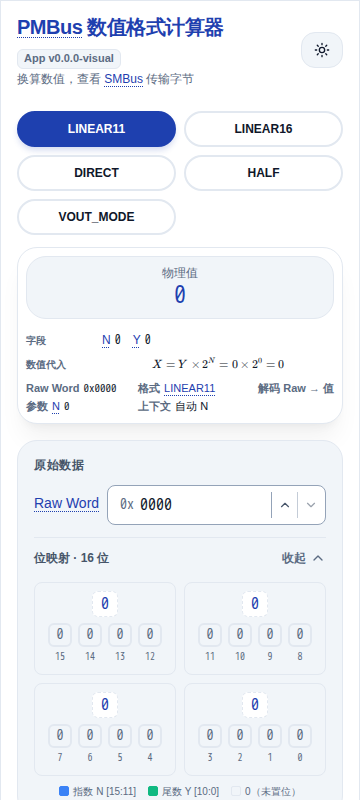 PMBus 数值格式计算器
App v0.0.0-visual
换算数值，查看 SMBus 传输字节
LINEAR11 LINEAR16
DIRECT HALF
VOUT_MODE
物理值
0
字段 N 0 Y 0
数值代入 X = Y × 2^N = 0 × 2^0 = 0
Raw Word 0x0000 格式 LINEAR11 解码 Raw → 值
参数 N 0 上下文 自动 N
原始数据
Raw Word 0x 0000
位映射 · 16 位 收起
0 0
0 0 0 0 0 0 0 0
15 14 13 12 11 10 9 8
0 0
0 0 0 0 0 0 0 0
7 6 5 4 3 2 1 0
指数 N [15:11] 尾数 Y [10:0] 0（未置位）